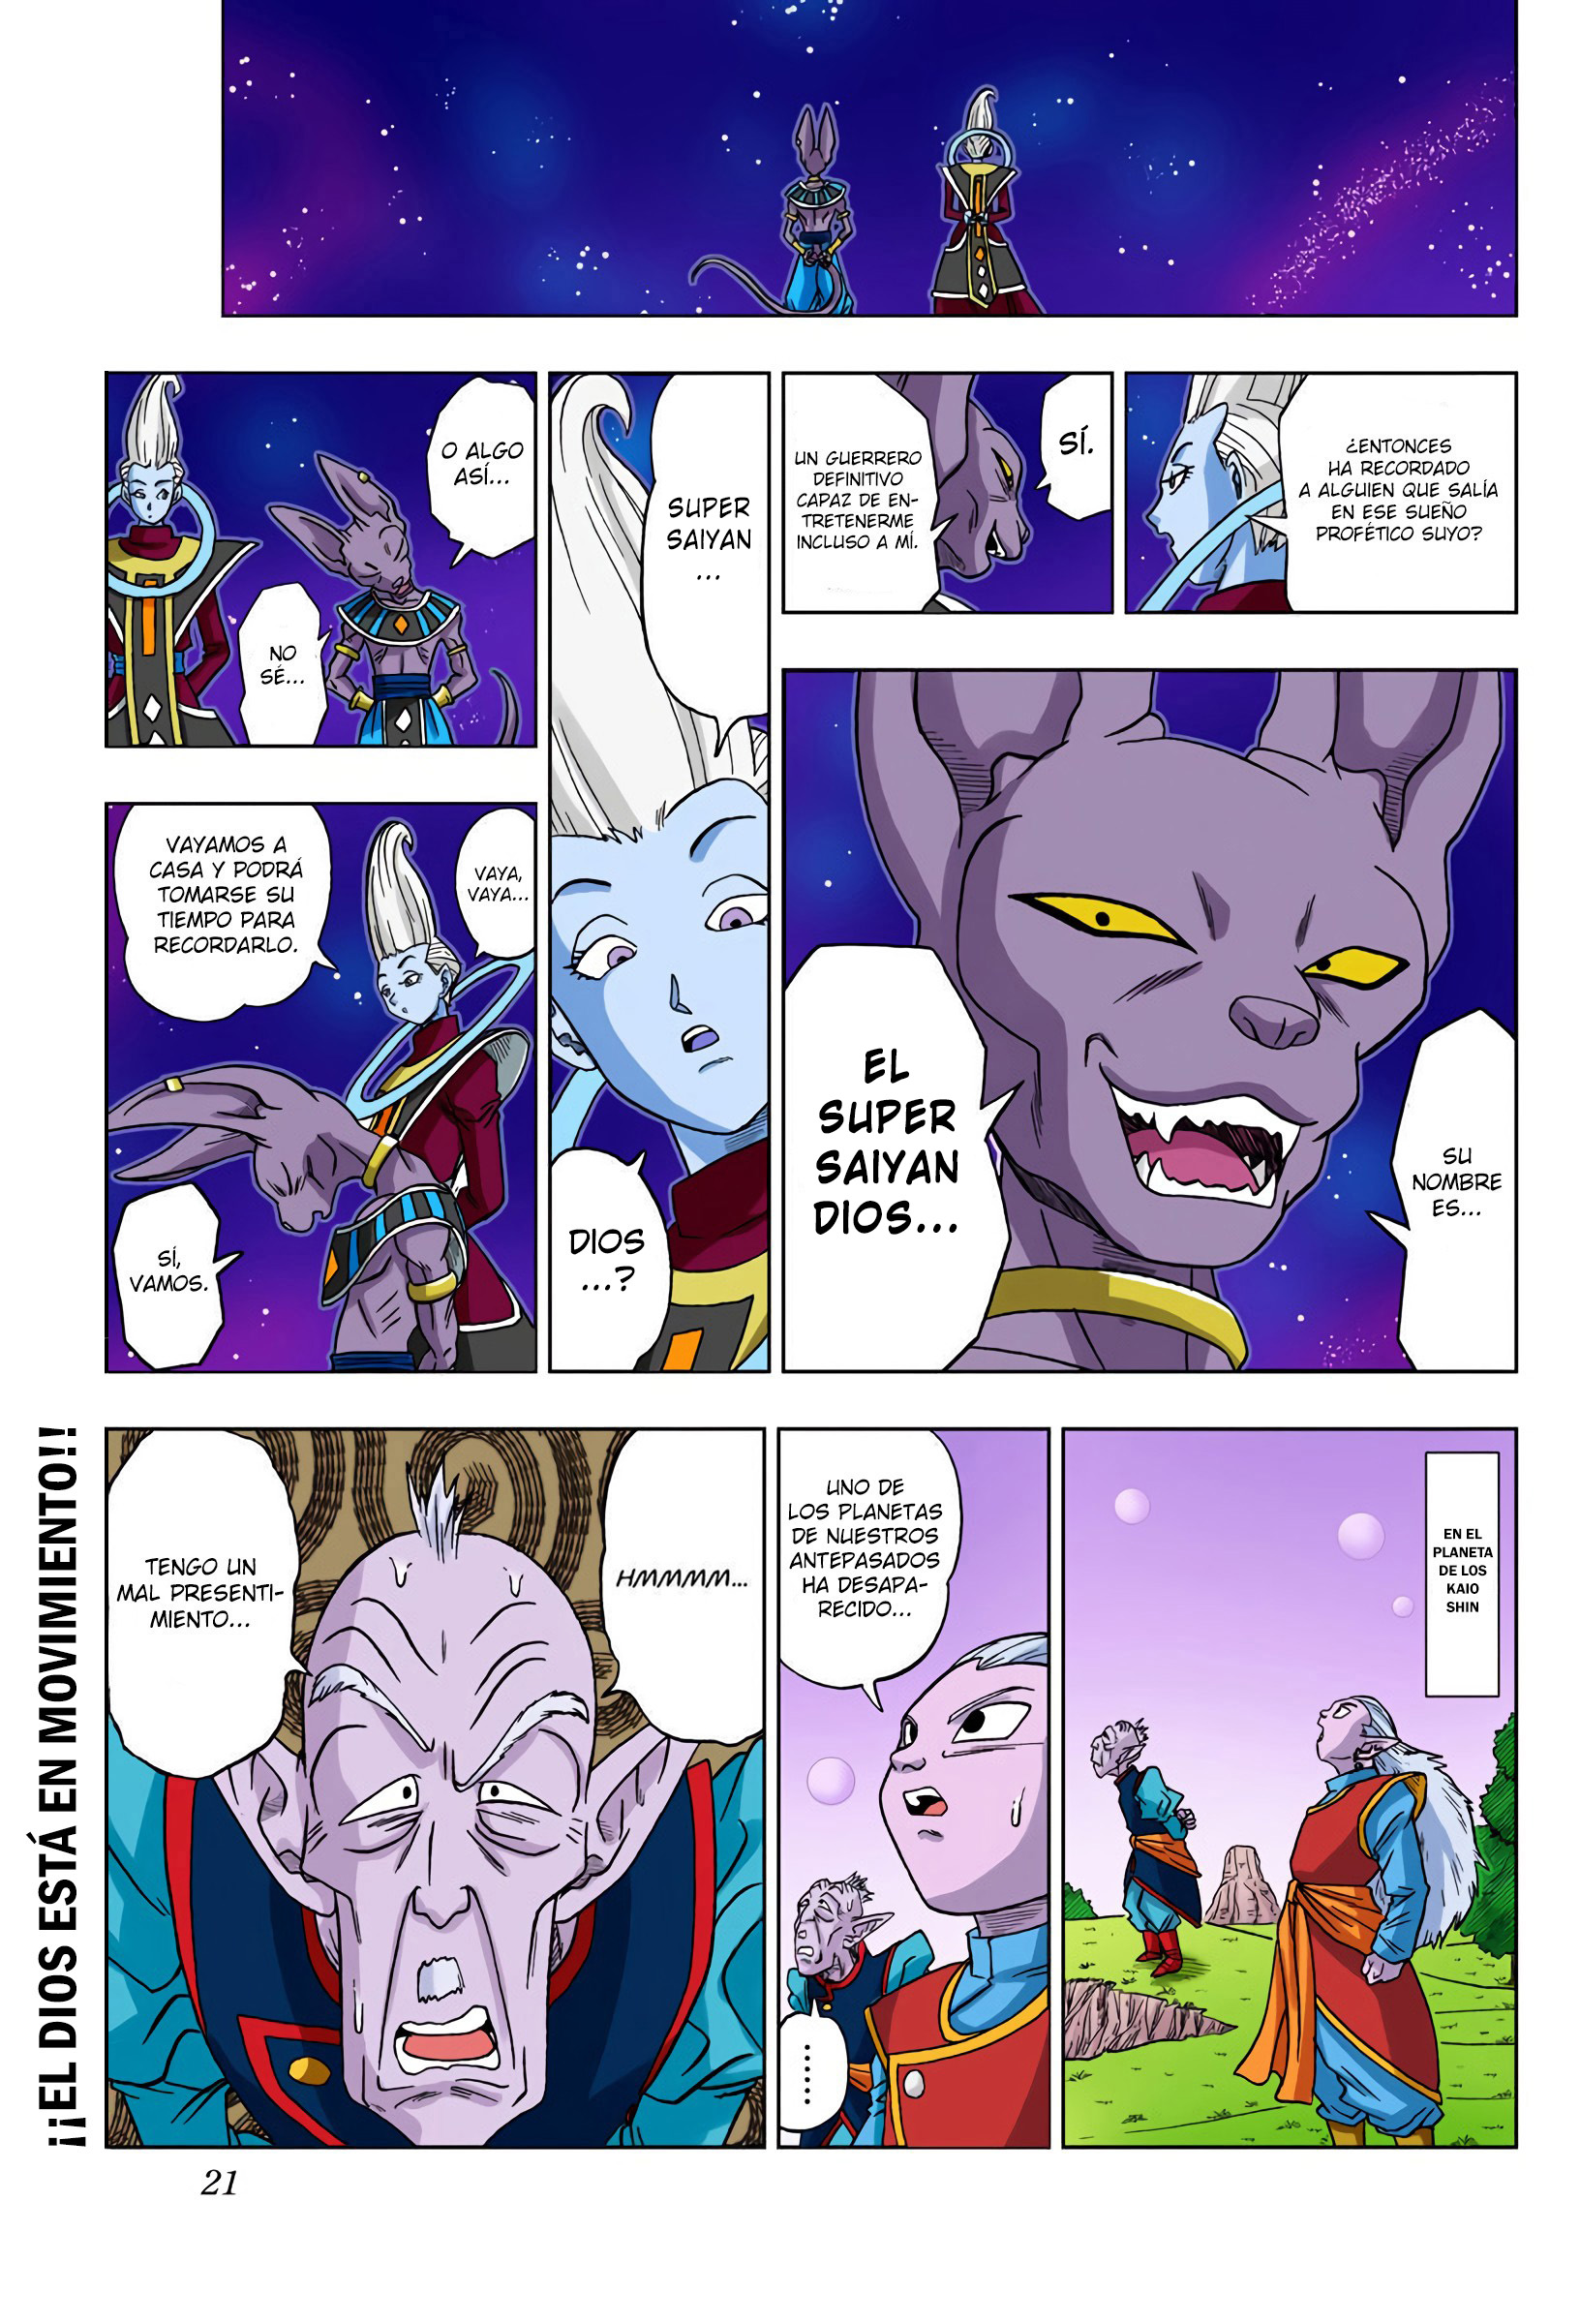 ¿ENTONCES
HA RECORDADO
A ALGUIEN QUE SALÍA
EN ESE SUEÑO
PROFÉTICO SUYO?
SÍ.
UN GUERRERO
DEFINITIVO
CAPAZ DE EN-
TRETENERME
INCLUSO A MÍ.
SU
NOMBRE
ES...
EL
SUPER
SAIYAN
DIOS...
SUPER
SAIYAN
...
DIOS
...?
O ALGO
ASÍ...
NO
SÉ...
VAYA,
VAYA...
VAYAMOS A
CASA Y PODRÁ
TOMARSE SU
TIEMPO PARA
RECORDARLO.
SÍ,
VAMOS.
EN EL
PLANETA
DE LOS
KAIO
SHIN
UNO DE
LOS PLANETAS
DE NUESTROS
ANTEPASADOS
HA DESAPA-
RECIDO...
......
HMMMM...
TENGO UN
MAL PRESENTI-
MIENTO...
¡¡EL DIOS ESTÁ EN MOVIMIENTO!!
21